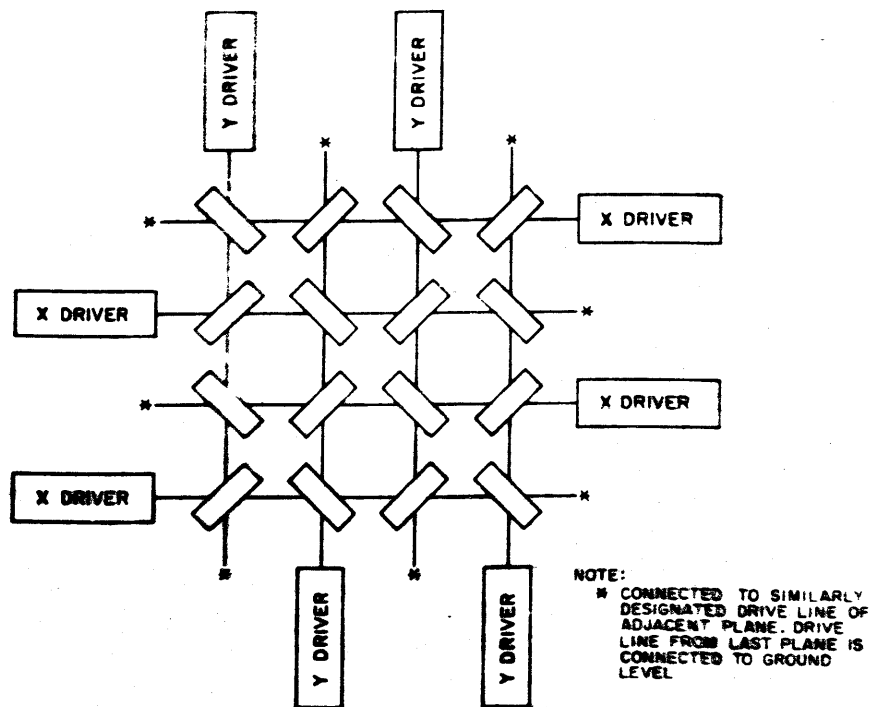 Y DRIVER
Y DRIVER
*
*
*
X DRIVER
X DRIVER
*
*
X DRIVER
X DRIVER
*
*
*
Y DRIVER
Y DRIVER
NOTE:
* CONNECTED TO SIMILARLY
DESIGNATED DRIVE LINE OF
ADJACENT PLANE. DRIVE
LINE FROM LAST PLANE IS
CONNECTED TO GROUND
LEVEL